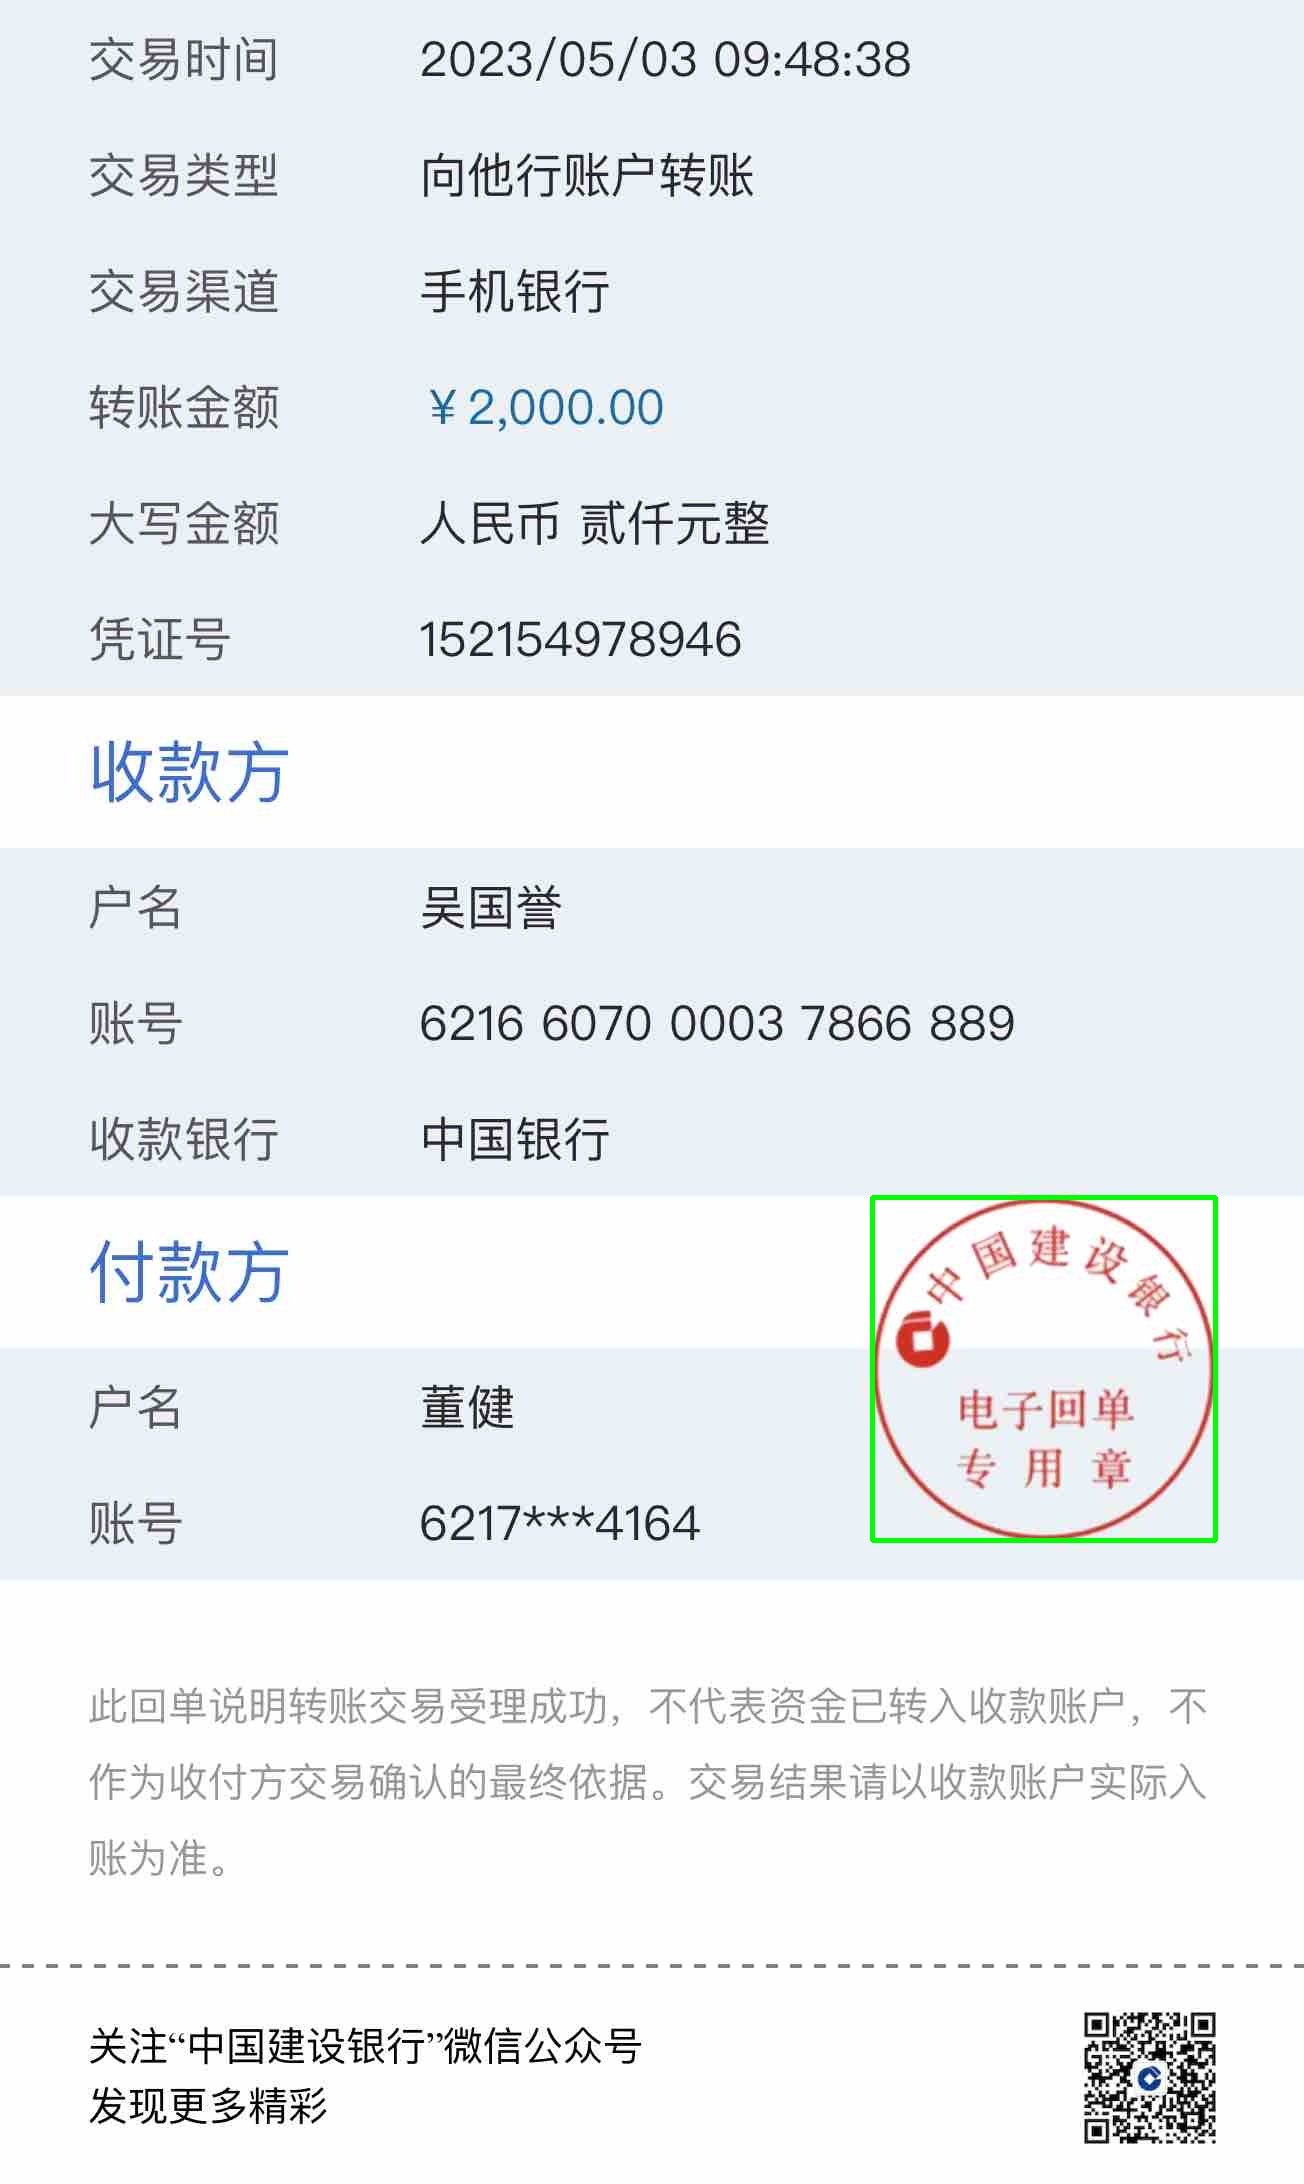 交易时间 2023/05/03 09:48:38
交易类型 向他行账户转账
交易渠道 手机银行
转账金额 ¥2,000.00
大写金额 人民币 贰仟元整
凭证号 152154978946
收款方
户名 吴国誉
账号 6216 6070 0003 7866 889
收款银行 中国银行
付款方
中国建设银行
电子回单
专用章
户名 董健
账号 6217***4164
此回单说明转账交易受理成功，不代表资金已转入收款账户，不
作为收付方交易确认的最终依据。交易结果请以收款账户实际入
账为准。
关注“中国建设银行”微信公众号
发现更多精彩